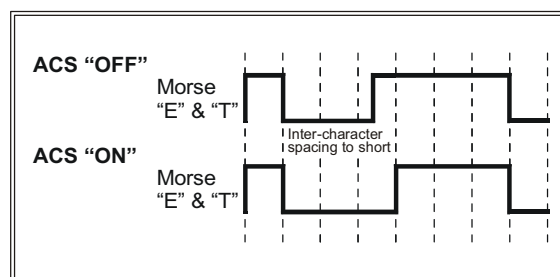 ACS “OFF”
Morse
“E” & “T”
Inter-character
spacing to short
ACS “ON”
Morse
“E” & “T”